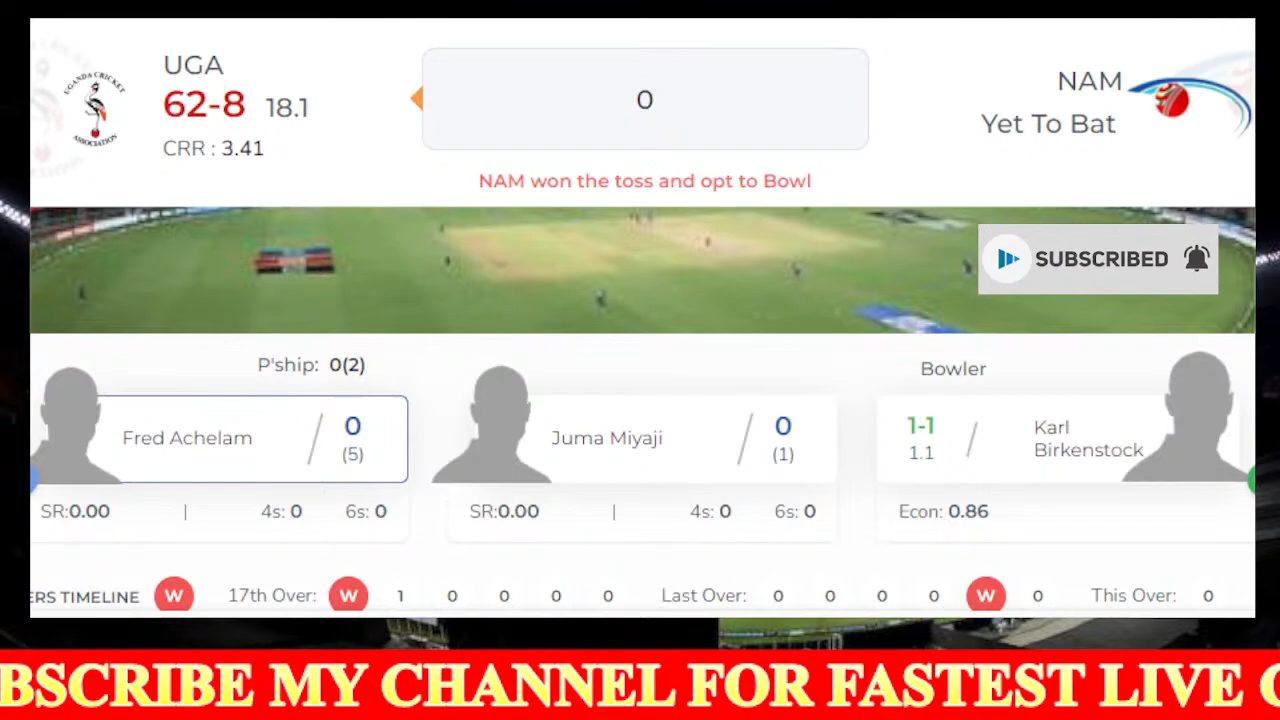 UGANDA CRICKET
ASSOCIATION
UGA
62-8 18.1
CRR : 3.41
0
NAM won the toss and opt to Bowl
NAM
Yet To Bat
SUBSCRIBED
P'ship: 0(2)
Fred Achelam 0
(5)
SR:0.00 | 4s: 0 6s: 0
Juma Miyaji 0
(1)
SR:0.00 | 4s: 0 6s: 0
Bowler
1-1
1.1
Karl
Birkenstock
Econ: 0.86
ERS TIMELINE W 17th Over: W 1 0 0 0 0 Last Over: 0 0 0 0 W 0 This Over: 0
BSCRIBE MY CHANNEL FOR FASTEST LIVE C